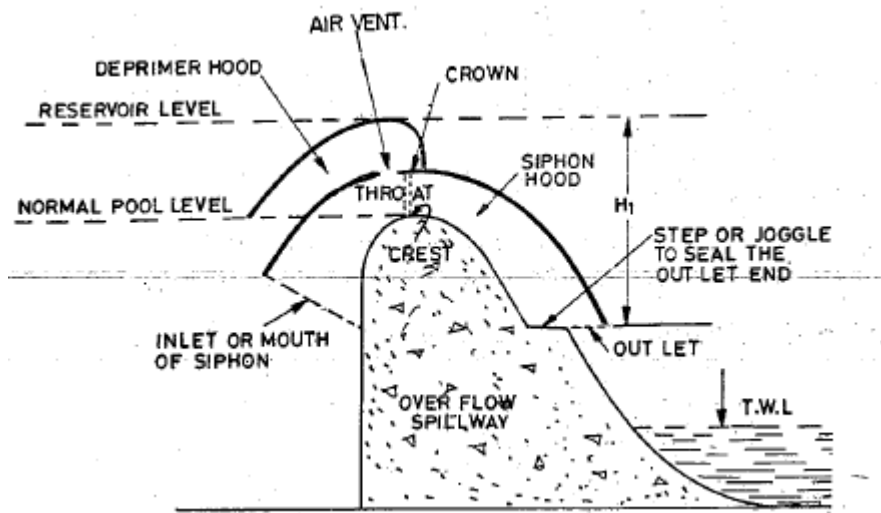 AIR VENT.
DEPRIMER HOOD
CROWN
RESERVOIR LEVEL
SIPHON
HOOD
THROAT
NORMAL POOL LEVEL
H1
STEP OR JOGGLE
TO SEAL THE
OUT LET END
CREST
INLET OR MOUTH
OF SIPHON
OUT LET
OVER FLOW
SPILLWAY
T.W.L